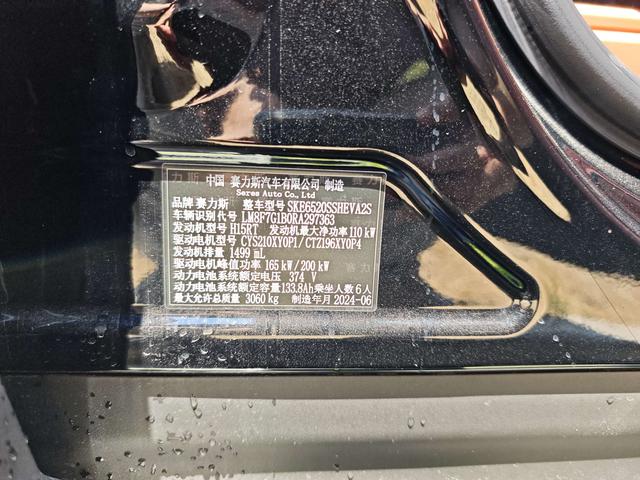 中国 赛力斯汽车有限公司 制造
Seres Auto Co., Ltd
品牌 赛力斯 整车型号 SKE6520SSHEVA2S
车辆识别代号 LM8F7G1B0RA297363
发动机型号 H15RT 发动机最大净功率 110 kW
驱动电机型号 CYS210XY0P1/CTZ196XY0P4
发动机排量 1499 mL
驱动电机峰值功率 165 kW/200 kW
动力电池系统额定电压 374 V
动力电池系统额定容量 133.8Ah 乘坐人数 6人
最大允许总质量 3060 kg 制造年月 2024-06